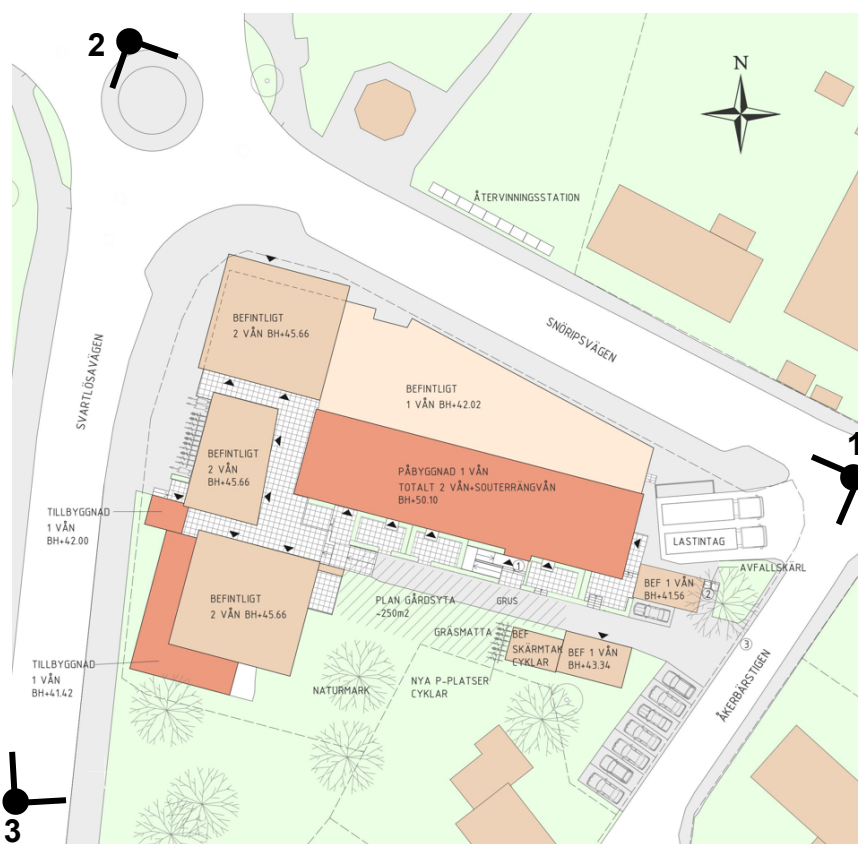 2
N
ÅTERVINNINGSSTATION
SNÖRIPSVÄGEN
SVARTLÖSAVÄGEN
BEFINTLIGT
2 VÅN BH+45.66
BEFINTLIGT
1 VÅN BH+42.02
1
BEFINTLIGT
2 VÅN
BH+45.66
PÅBYGGNAD 1 VÅN
TOTALT 2 VÅN+SOUTERRÄNGVÅN
BH+50.10
TILLBYGGNAD
1 VÅN
BH+42.00
LASTINTAG
AVFALLSKÄRL
1
BEF 1 VÅN
BH+41.56
2
BEFINTLIGT
2 VÅN BH+45.66
PLAN GÅRDSYTA
~250m2
GRUS
GRÄSMATTA
BEF
SKÄRMTAK
CYKLAR
BEF 1 VÅN
BH+43.34
3
TILLBYGGNAD
1 VÅN
BH+41.42
NATURMARK
NYA P-PLATSER
CYKLAR
ÅKERBÄRSTIGEN
3